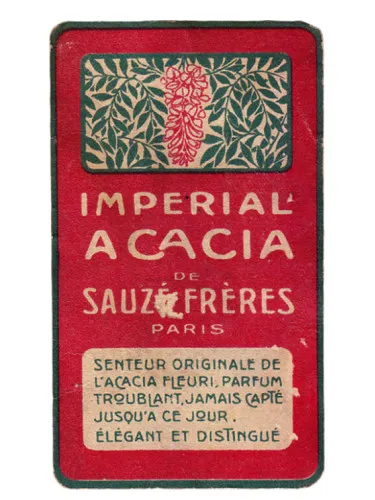 IMPERIAL'
ACACIA
DE
SAUZÉ FRÈRES
PARIS
SENTEUR ORIGINALE DE
L'ACACIA FLEURI, PARFUM
TROUBLANT, JAMAIS CAPTÉ
JUSQU'A CE JOUR.
ÉLÉGANT ET DISTINGUÉ